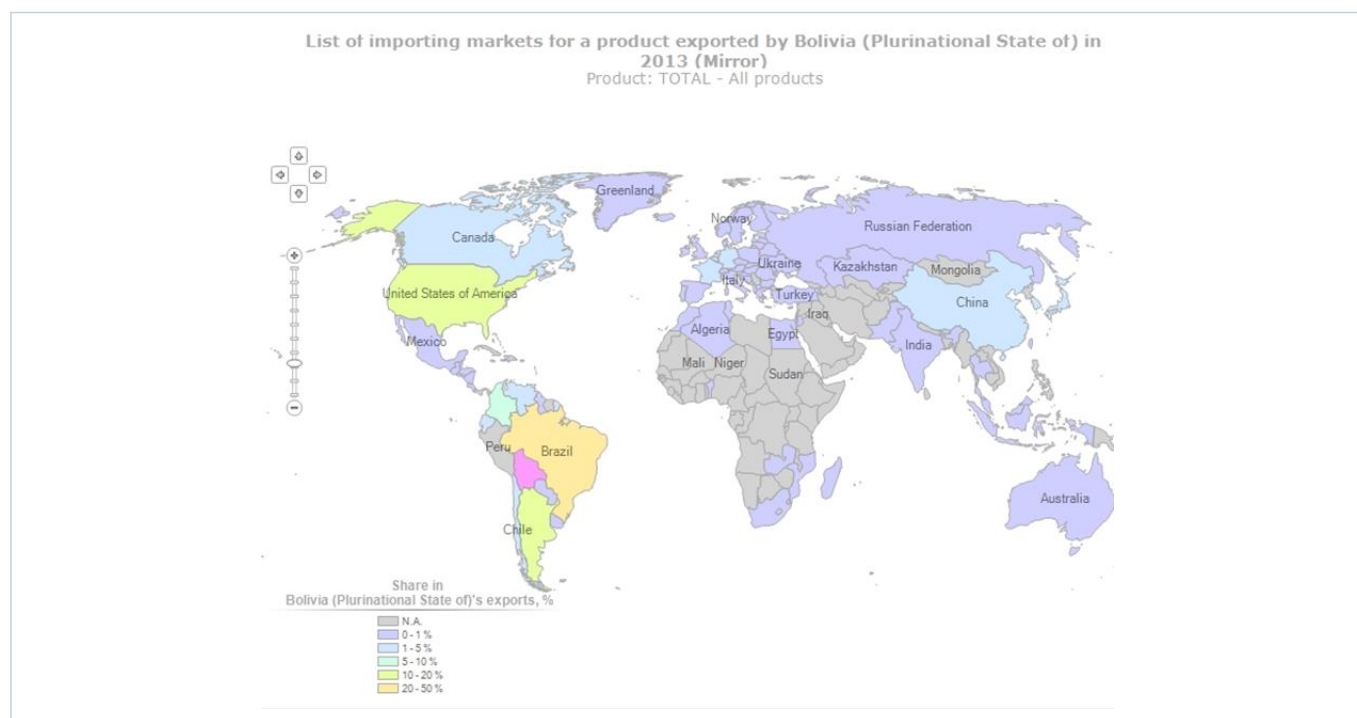 List of importing markets for a product exported by Bolivia (Plurinational State of) in
2013 (Mirror)
Product: TOTAL - All products
Greenland
Norway
Russian Federation
Canada
Ukraine
Kazakhstan
Mongolia
Italy
United States of America
Turkey
China
Iraq
Mexico
Algeria
Egypt
India
Mali
Niger
Sudan
Peru
Brazil
Australia
Chile
Share in
Bolivia (Plurinational State of)'s exports, %
N.A.
0 - 1 %
1 - 5 %
5 - 10 %
10 - 20 %
20 - 50 %